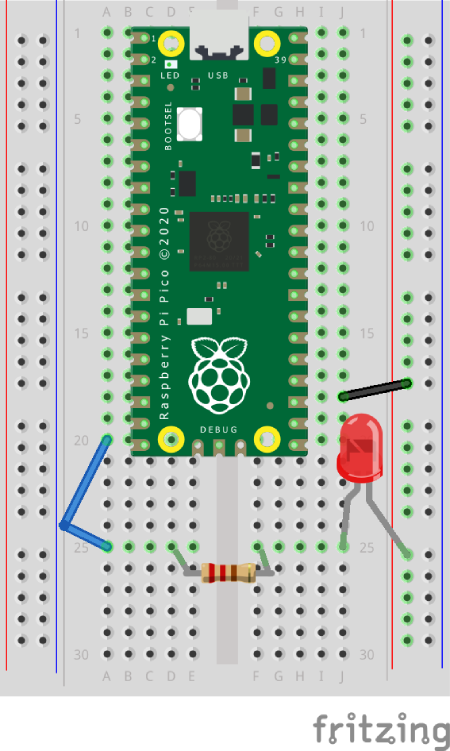 A B C D E F G H I J
1 1 1
2 39
LED USB
BOOTSEL
5 5
10 10
Raspberry Pi Pico ©2020
15 15
DEBUG
20 20
25 25
30 30
A B C D E F G H I J
fritzing